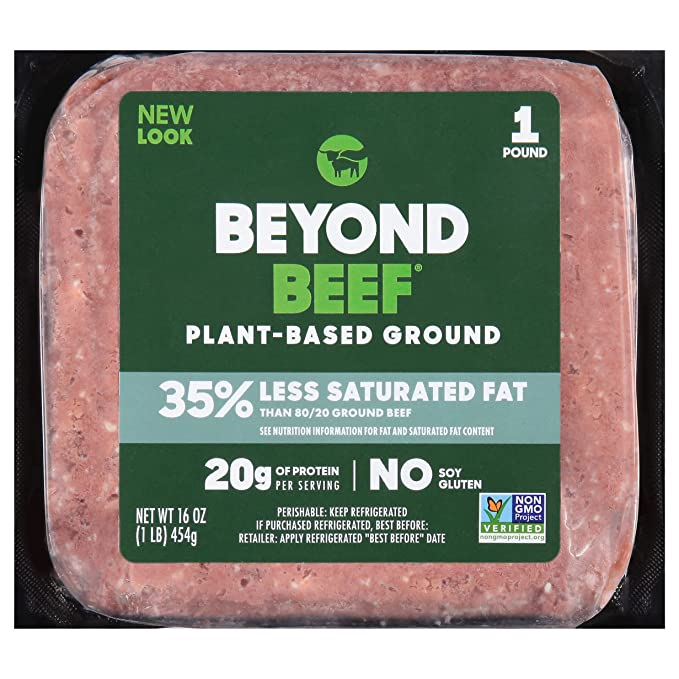 NEW
LOOK
1
POUND
BEYOND
BEEF®
PLANT-BASED GROUND
35% LESS SATURATED FAT
THAN 80/20 GROUND BEEF
SEE NUTRITION INFORMATION FOR FAT AND SATURATED FAT CONTENT
20g OF PROTEIN
PER SERVING
NO SOY
GLUTEN
NET WT 16 OZ
(1 LB) 454g
PERISHABLE: KEEP REFRIGERATED
IF PURCHASED REFRIGERATED, BEST BEFORE:
RETAILER: APPLY REFRIGERATED "BEST BEFORE" DATE
NON
GMO
Project
VERIFIED
nongmoproject.org